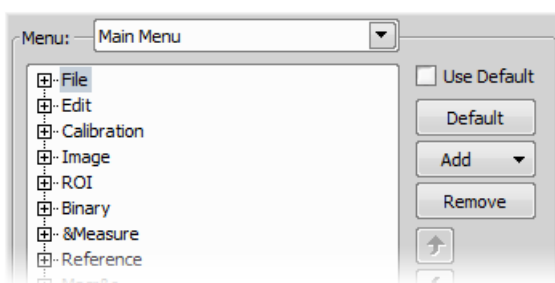 Menu: Main Menu
File
Use Default
Edit
Default
Calibration
Image
Add
ROI
Binary
Remove
&Measure
Reference